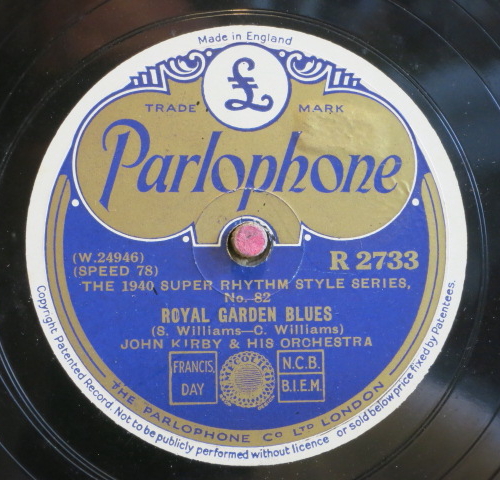 Made in England
£
TRADE MARK
Parlophone
(W.24946)
(SPEED 78)
R 2733
THE 1940 SUPER RHYTHM STYLE SERIES,
No. 82
ROYAL GARDEN BLUES
(S. Williams—C. Williams)
JOHN KIRBY & HIS ORCHESTRA
FRANCIS,
DAY
N.C.B.
B.I.E.M.
THE PARLOPHONE CO LTD LONDON
Copyright Patented Record. Not to be publicly performed without licence or sold below price fixed by Patentees.